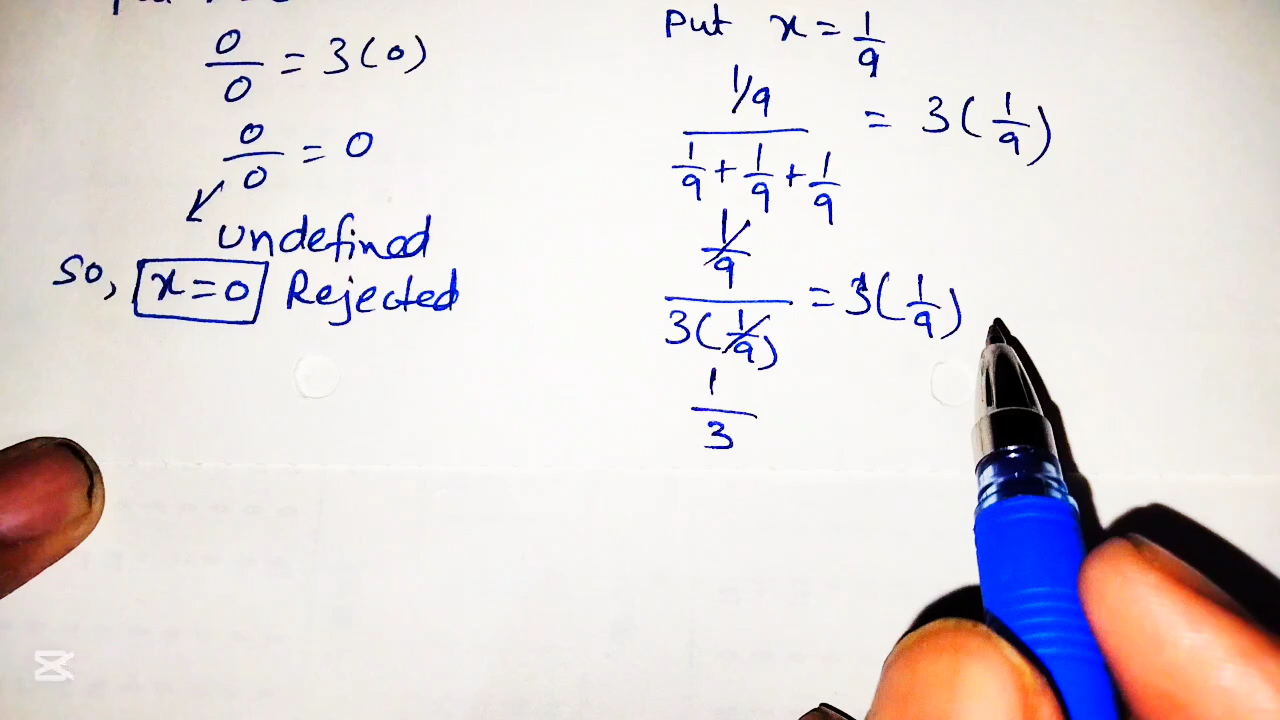 0/0 = 3(0)
0/0 = 0
undefined
so, x=0 Rejected
Put x = 1/9
(1/9)/(1/9 + 1/9 + 1/9) = 3(1/9)
(1/9)/(3(1/9)) = 3(1/9)
1/3